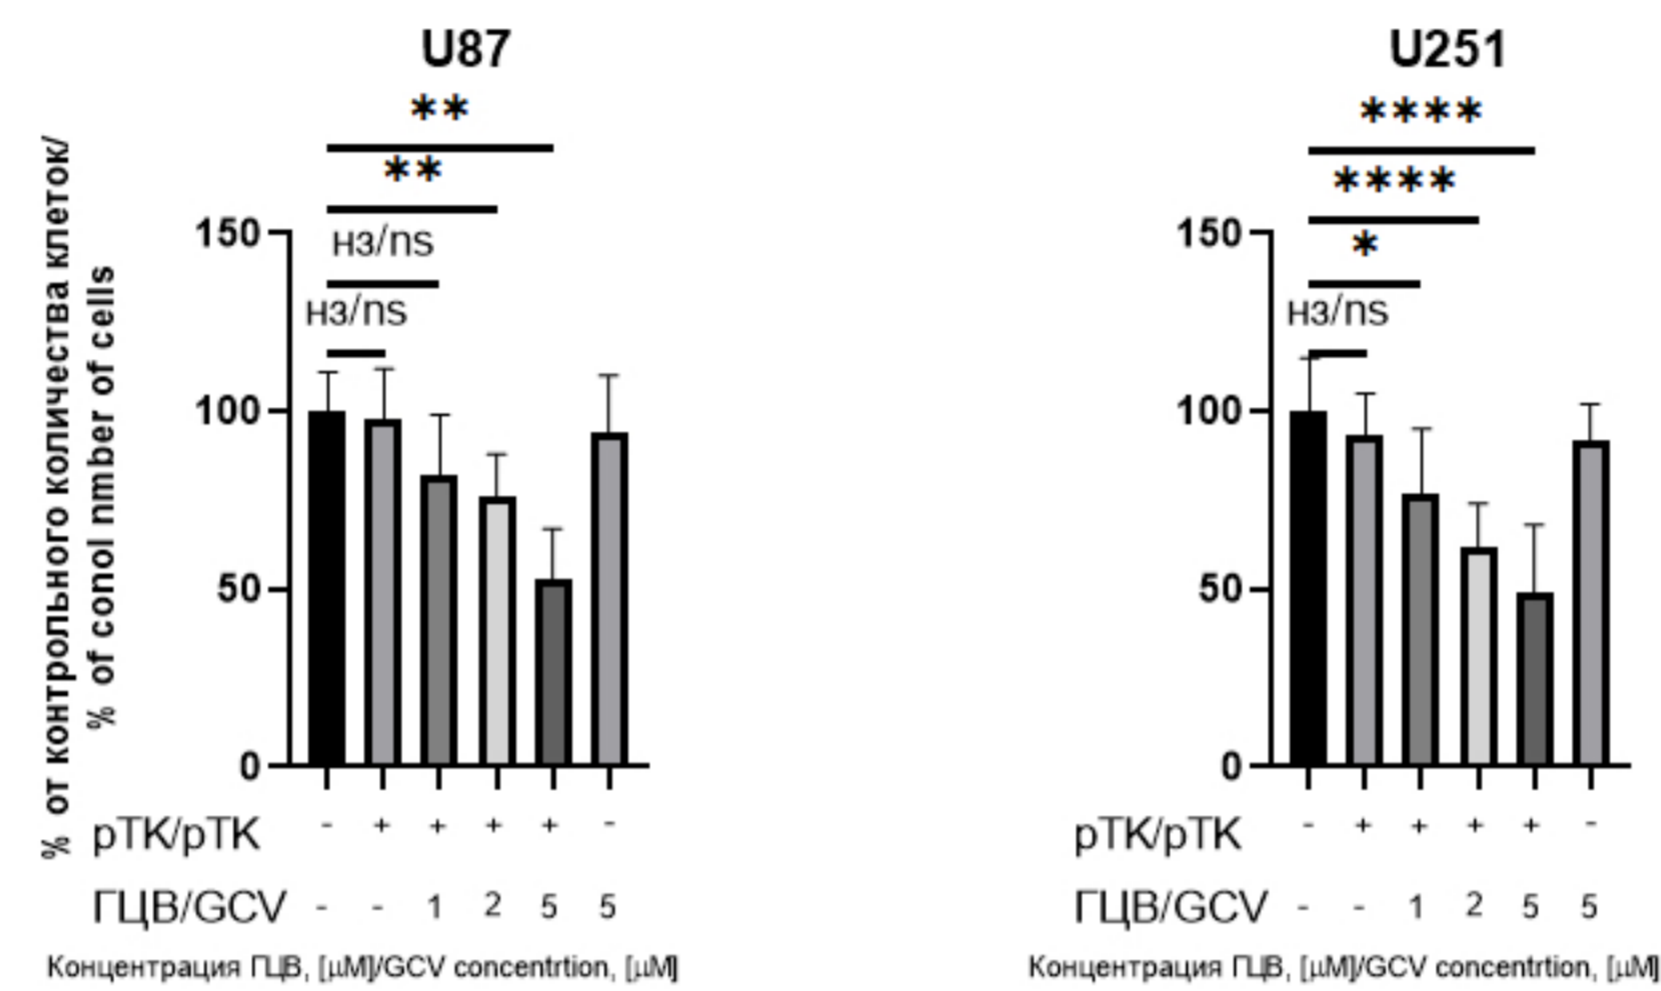 U87
**
**
нз/ns
нз/ns
% от контрольного количества клеток/
% of conol nmber of cells
150
100
50
0
pTK/pTK - + + + + -
ГЦВ/GCV - - 1 2 5 5
Концентрация ГЦВ, [µM]/GCV concentrtion, [µM]
U251
****
****
*
нз/ns
150
100
50
0
pTK/pTK - + + + + -
ГЦВ/GCV - - 1 2 5 5
Концентрация ГЦВ, [µM]/GCV concentrtion, [µM]